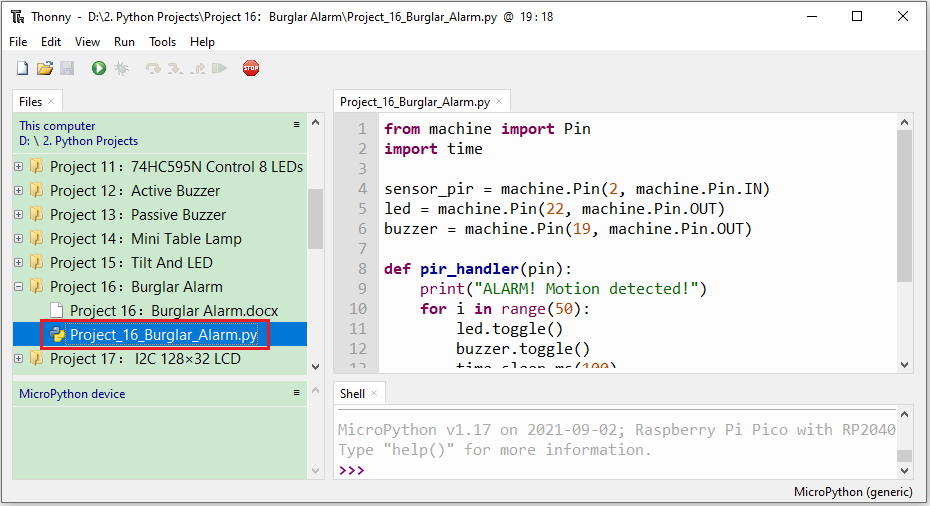 Thonny - D:\2. Python Projects\Project 16：Burglar Alarm\Project_16_Burglar_Alarm.py @ 19 : 18
File Edit View Run Tools Help
STOP
Files
This computer
D: \ 2. Python Projects
Project 11：74HC595N Control 8 LEDs
Project 12：Active Buzzer
Project 13：Passive Buzzer
Project 14：Mini Table Lamp
Project 15：Tilt And LED
Project 16：Burglar Alarm
Project 16：Burglar Alarm.docx
Project_16_Burglar_Alarm.py
Project 17： I2C 128×32 LCD
MicroPython device
Project_16_Burglar_Alarm.py
1 from machine import Pin
2 import time
3
4 sensor_pir = machine.Pin(2, machine.Pin.IN)
5 led = machine.Pin(22, machine.Pin.OUT)
6 buzzer = machine.Pin(19, machine.Pin.OUT)
7
8 def pir_handler(pin):
9     print("ALARM! Motion detected!")
10     for i in range(50):
11         led.toggle()
12         buzzer.toggle()
13         time.sleep_ms(100)
Shell
MicroPython v1.17 on 2021-09-02; Raspberry Pi Pico with RP2040
Type "help()" for more information.
>>>
MicroPython (generic)